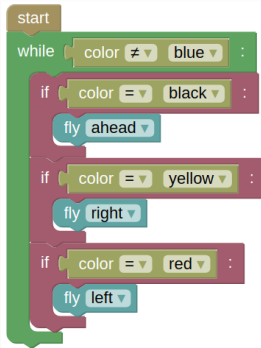 start
while color ≠ ▾ blue ▾ :
if color = ▾ black ▾ :
fly ahead ▾
if color = ▾ yellow ▾ :
fly right ▾
if color = ▾ red ▾ :
fly left ▾